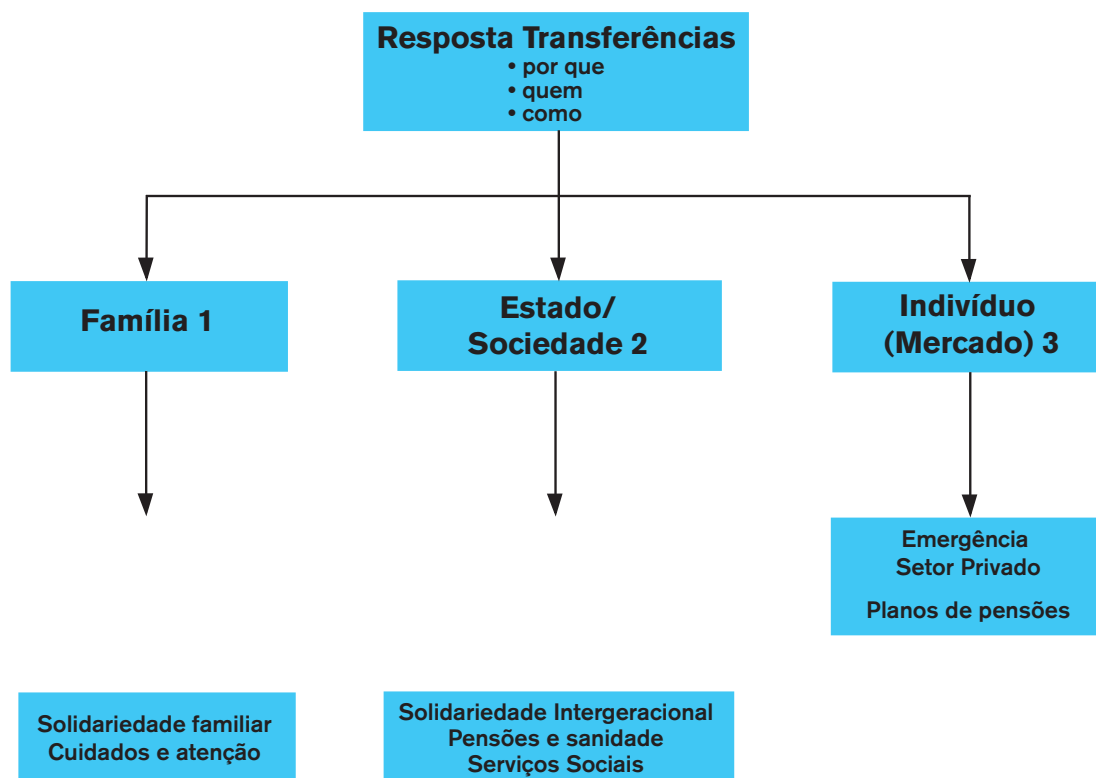 Resposta Transferências
• por que
• quem
• como
Família 1
Estado/
Sociedade 2
Indivíduo
(Mercado) 3
Emergência
Setor Privado
Planos de pensões
Solidariedade familiar
Cuidados e atenção
Solidariedade Intergeracional
Pensões e sanidade
Serviços Sociais